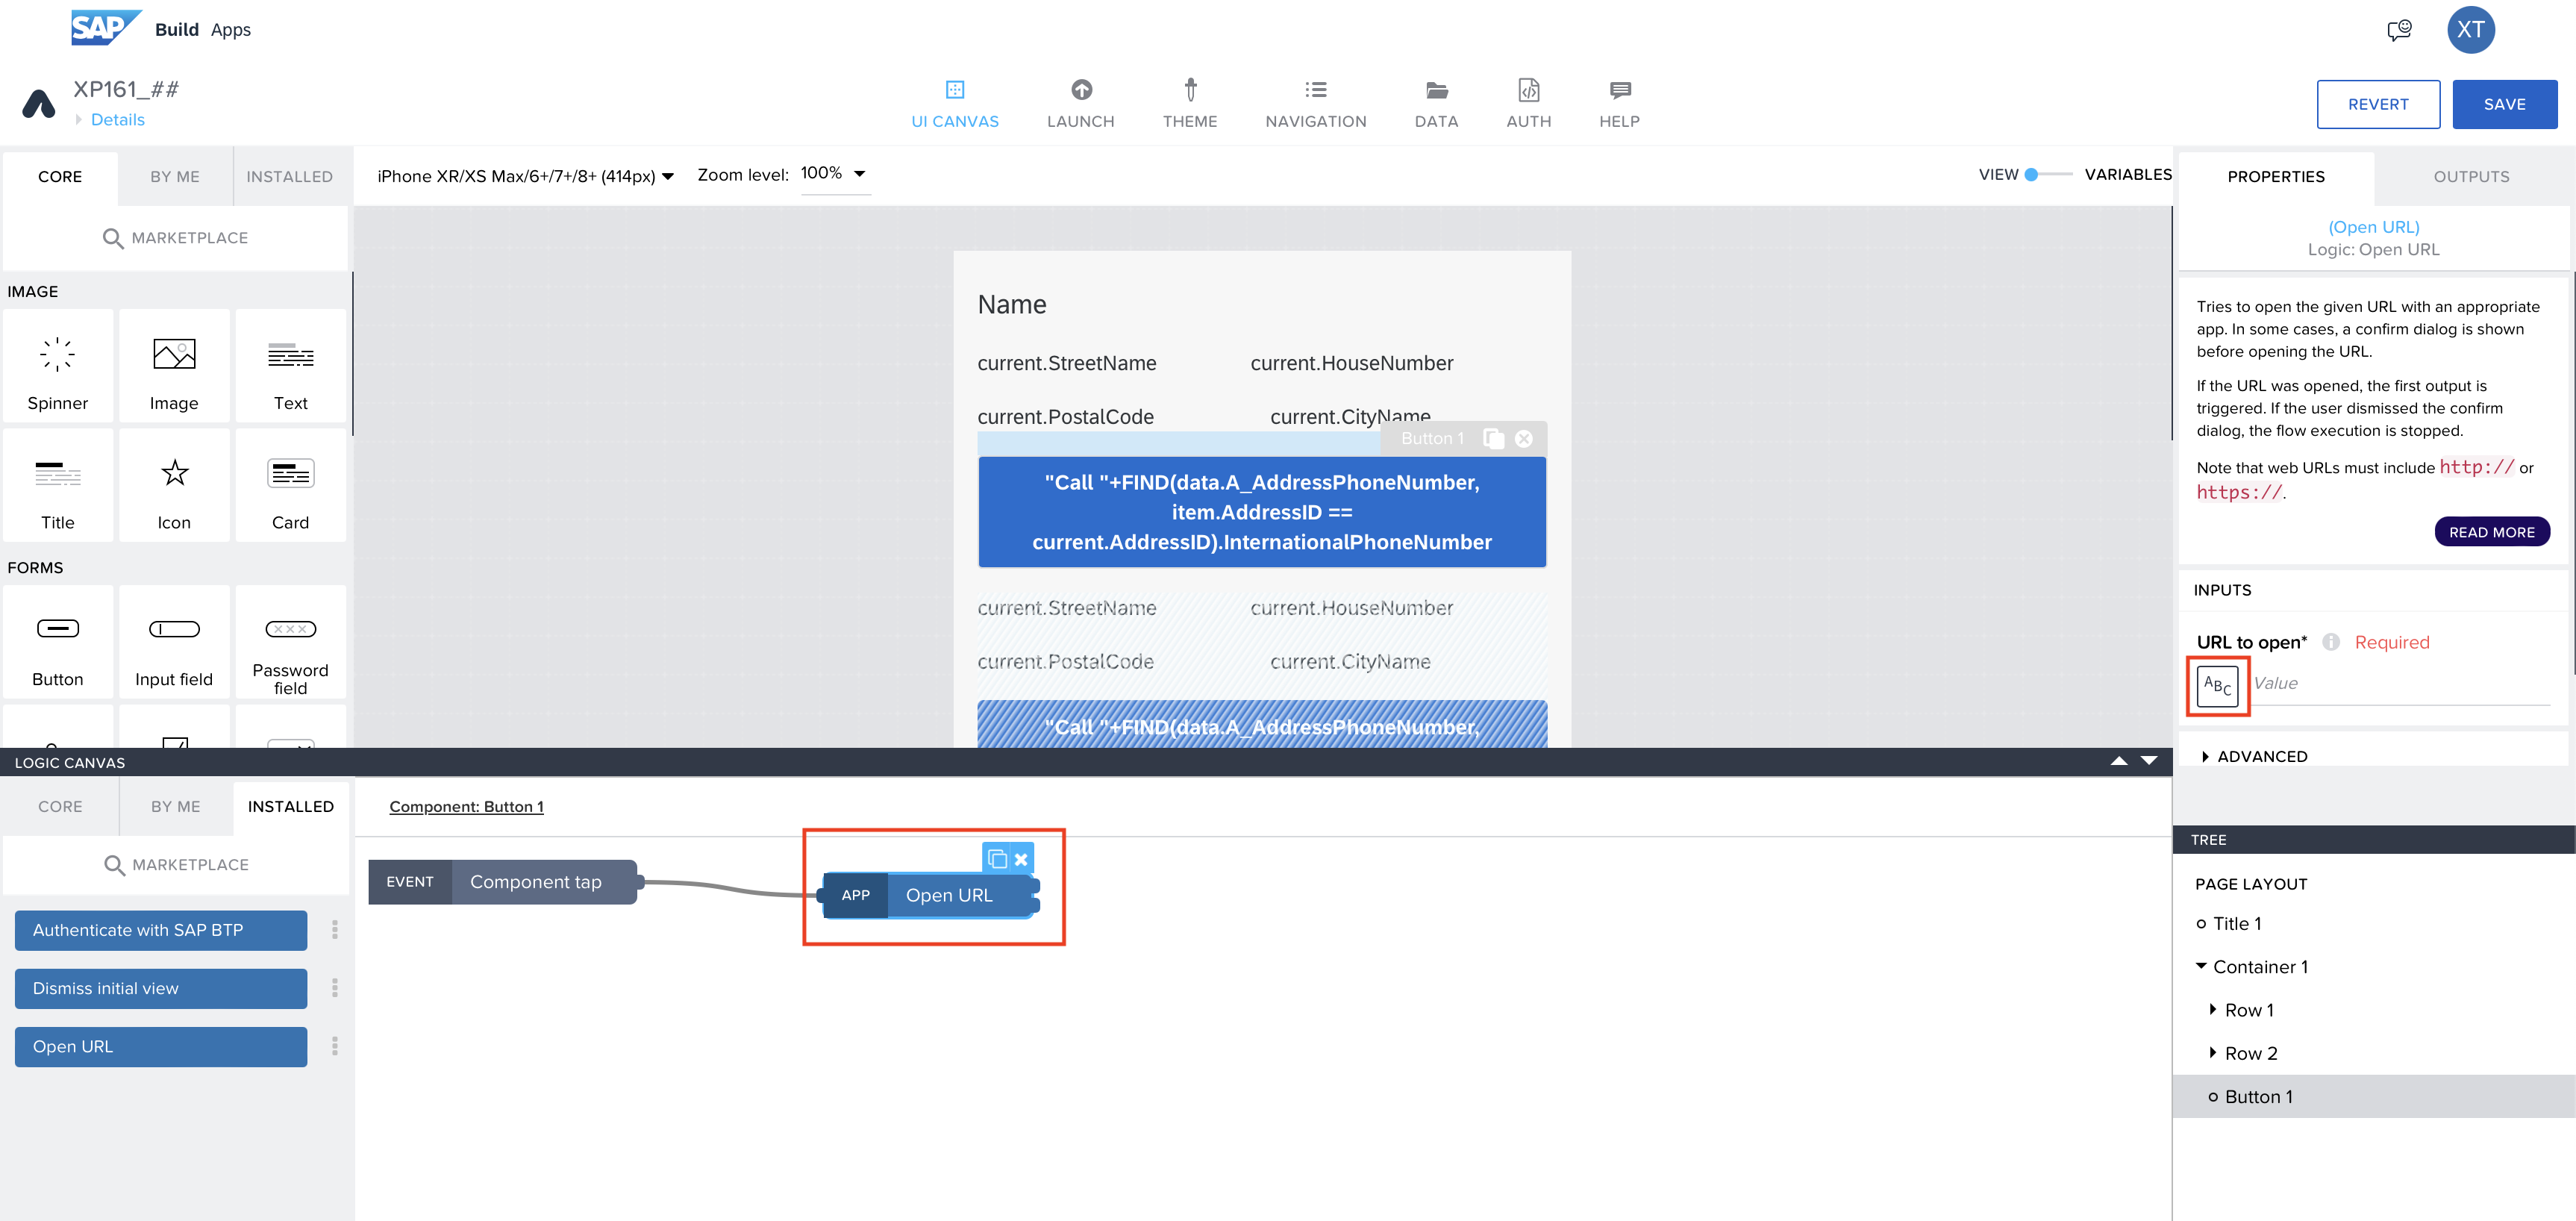 SAP Build Apps
XT
XP161_##
Details
UI CANVAS LAUNCH THEME NAVIGATION DATA AUTH HELP
REVERT SAVE
CORE BY ME INSTALLED
MARKETPLACE
IMAGE
Spinner Image Text
Title Icon Card
FORMS
Button Input field Password
field
iPhone XR/XS Max/6+/7+/8+ (414px) Zoom level: 100%
VIEW VARIABLES
Name
current.StreetName current.HouseNumber
current.PostalCode current.CityName
Button 1
"Call "+FIND(data.A_AddressPhoneNumber,
item.AddressID ==
current.AddressID).InternationalPhoneNumber
current.StreetName current.HouseNumber
current.PostalCode current.CityName
"Call "+FIND(data.A_AddressPhoneNumber,
PROPERTIES OUTPUTS
(Open URL)
Logic: Open URL
Tries to open the given URL with an appropriate
app. In some cases, a confirm dialog is shown
before opening the URL.
If the URL was opened, the first output is
triggered. If the user dismissed the confirm
dialog, the flow execution is stopped.
Note that web URLs must include http:// or
https://.
READ MORE
INPUTS
URL to open* i Required
ABC Value
ADVANCED
LOGIC CANVAS
CORE BY ME INSTALLED
MARKETPLACE
Authenticate with SAP BTP
Dismiss initial view
Open URL
Component: Button 1
EVENT Component tap
APP Open URL
TREE
PAGE LAYOUT
Title 1
Container 1
Row 1
Row 2
Button 1